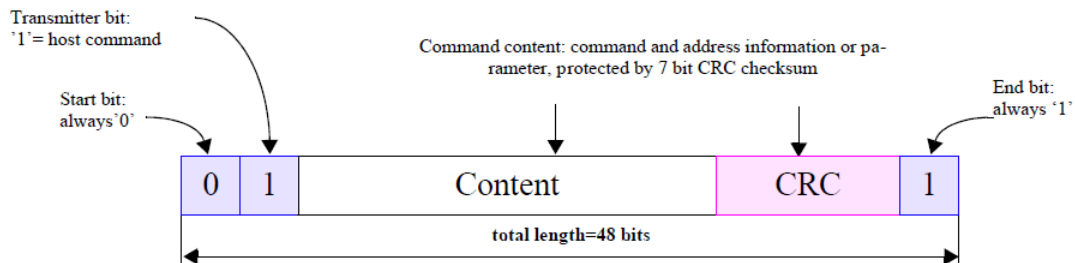 Transmitter bit:
’1’= host command
Command content: command and address information or pa-
rameter, protected by 7 bit CRC checksum
Start bit:
always’0’
End bit:
always ‘1’
0 1 Content CRC 1
total length=48 bits